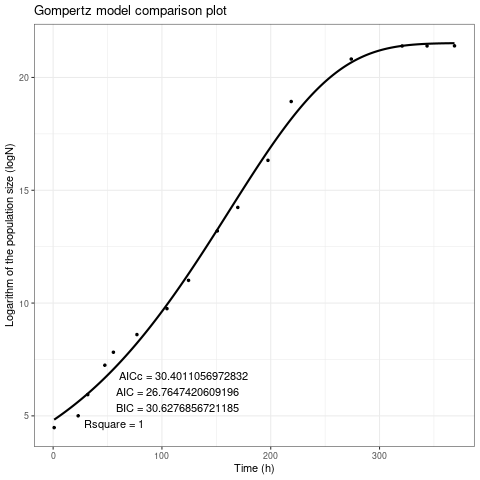 Gompertz model comparison plot
Logarithm of the population size (logN)
20
15
10
5
AICc = 30.4011056972832
AIC = 26.7647420609196
BIC = 30.6276856721185
Rsquare = 1
0
100
200
300
Time (h)